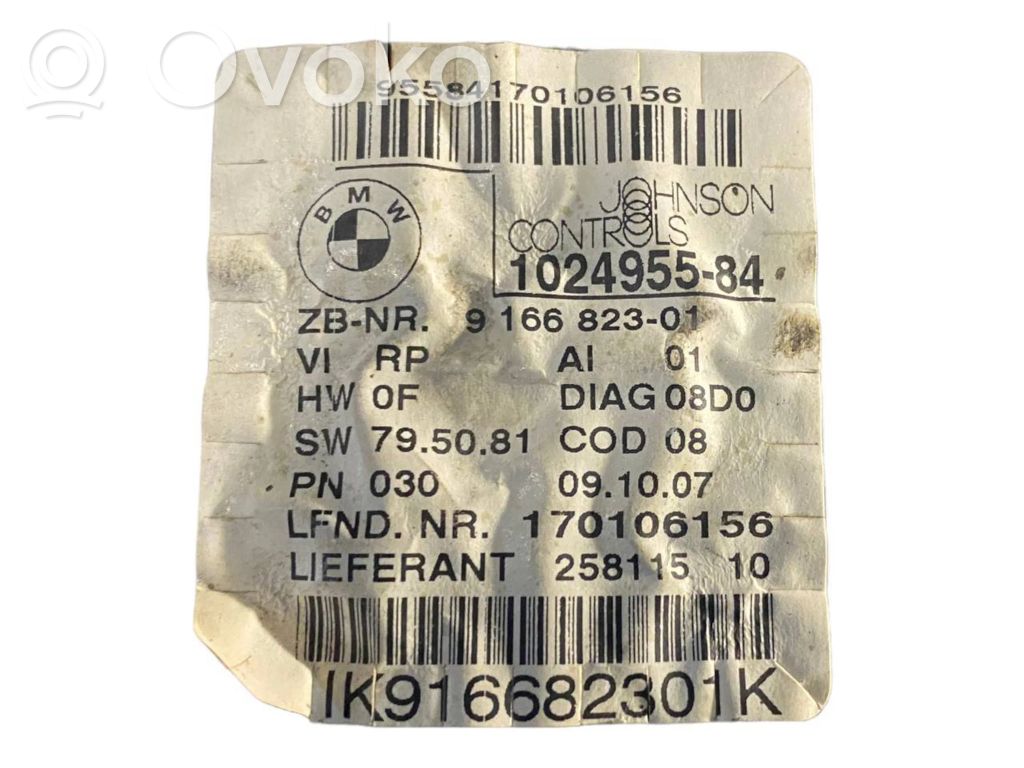 Ovoko
95584170106156
BMW
JOHNSON
CONTROLS
1024955-84
ZB-NR. 9 166 823-01
VI RP AI 01
HW 0F DIAG 08D0
SW 79.50.81 COD 08
PN 030 09.10.07
LFND. NR. 170106156
LIEFERANT 258115 10
IK916682301K